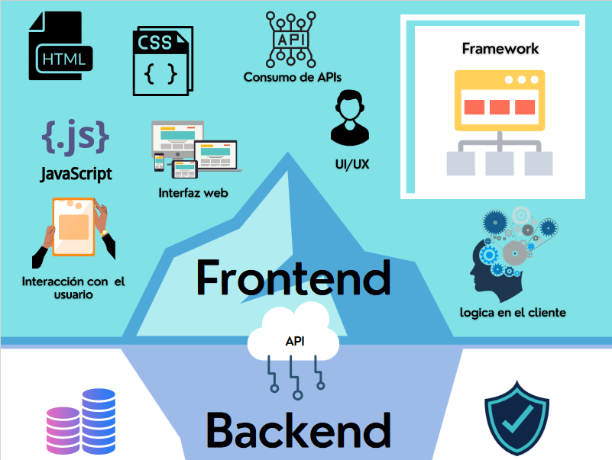 HTML
CSS
API
Consumo de APIs
Framework
{.js}
JavaScript
Interfaz web
UI/UX
Interacción con el
usuario
Frontend
logica en el cliente
API
Backend